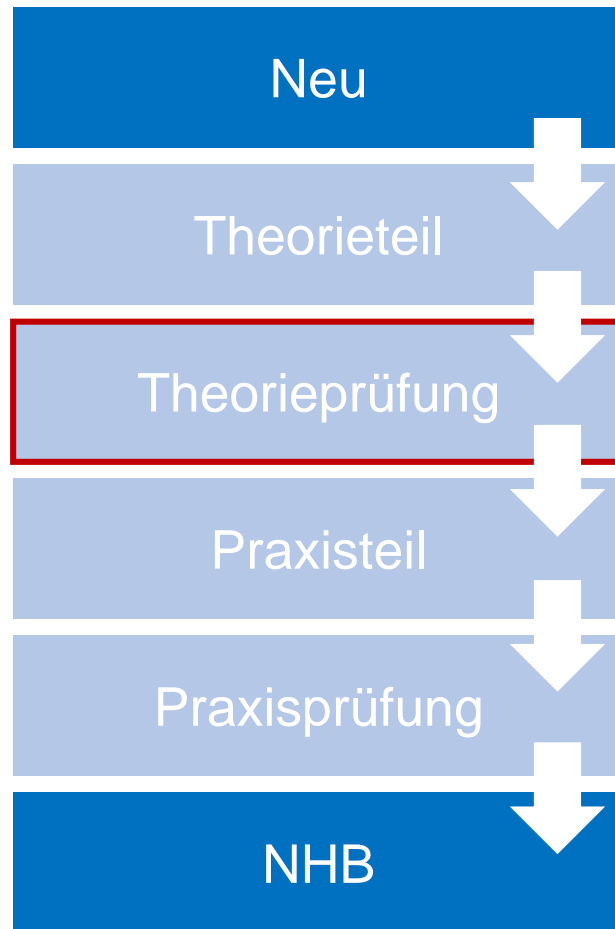 Neu
Theorieteil
Theorieprüfung
Praxisteil
Praxisprüfung
NHB